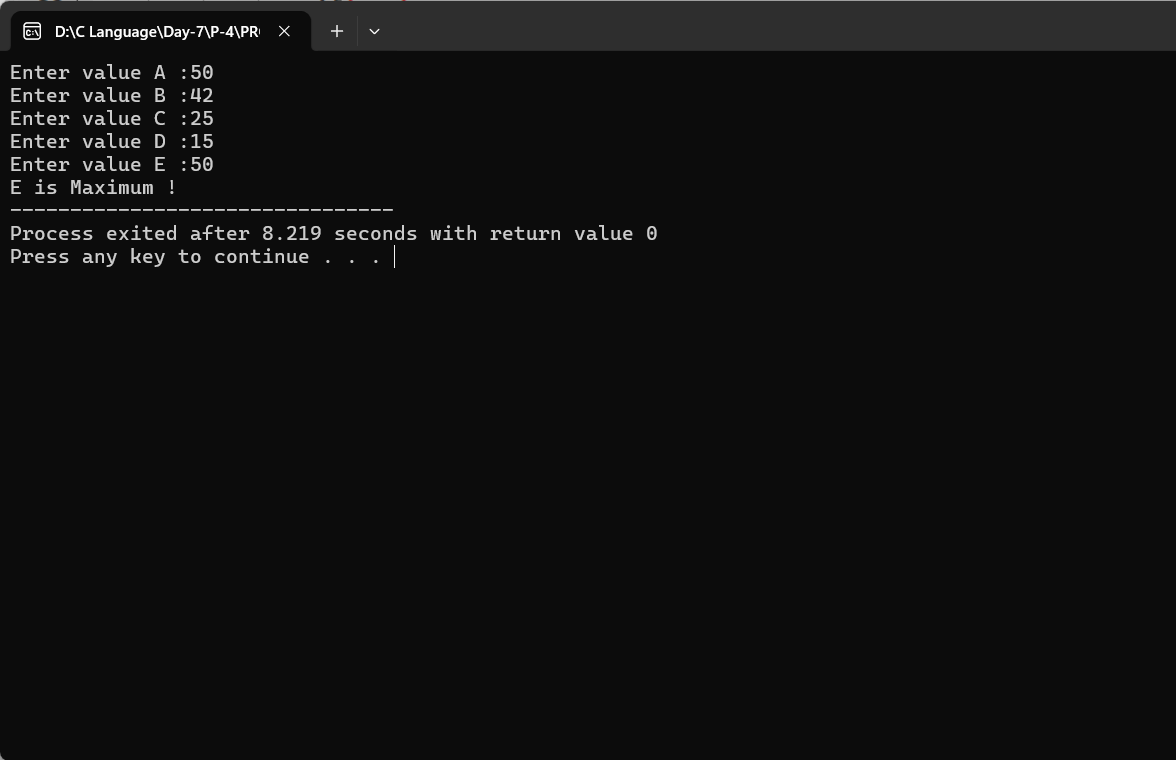 D:\C Language\Day-7\P-4\PR
Enter value A :50
Enter value B :42
Enter value C :25
Enter value D :15
Enter value E :50
E is Maximum !
--------------------------------
Process exited after 8.219 seconds with return value 0
Press any key to continue . . .